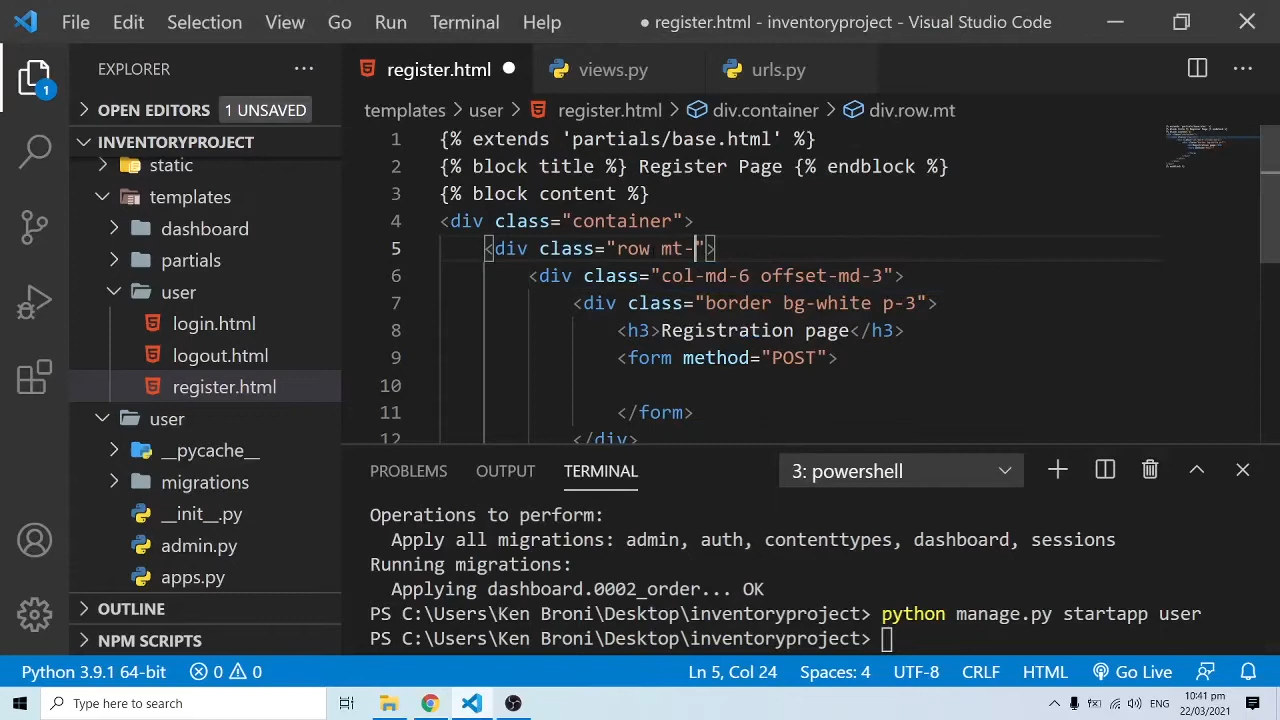 File Edit Selection View Go Run Terminal Help ● register.html - inventoryproject - Visual Studio Code
EXPLORER
1
OPEN EDITORS 1 UNSAVED
INVENTORYPROJECT
static
templates
dashboard
partials
user
login.html
logout.html
register.html
user
__pycache__
migrations
__init__.py
admin.py
apps.py
OUTLINE
NPM SCRIPTS
register.html views.py urls.py
templates > user > register.html > div.container > div.row.mt
1 {% extends 'partials/base.html' %}
2 {% block title %} Register Page {% endblock %}
3 {% block content %}
4 <div class="container">
5 <div class="row mt-">
6 <div class="col-md-6 offset-md-3">
7 <div class="border bg-white p-3">
8 <h3>Registration page</h3>
9 <form method="POST">
10
11 </form>
12 </div>
PROBLEMS OUTPUT TERMINAL 3: powershell
Operations to perform:
Apply all migrations: admin, auth, contenttypes, dashboard, sessions
Running migrations:
Applying dashboard.0002_order... OK
PS C:\Users\Ken Broni\Desktop\inventoryproject> python manage.py startapp user
PS C:\Users\Ken Broni\Desktop\inventoryproject>
Python 3.9.1 64-bit 0 0 Ln 5, Col 24 Spaces: 4 UTF-8 CRLF HTML Go Live
Type here to search
ENG
10:41 pm
22/03/2021